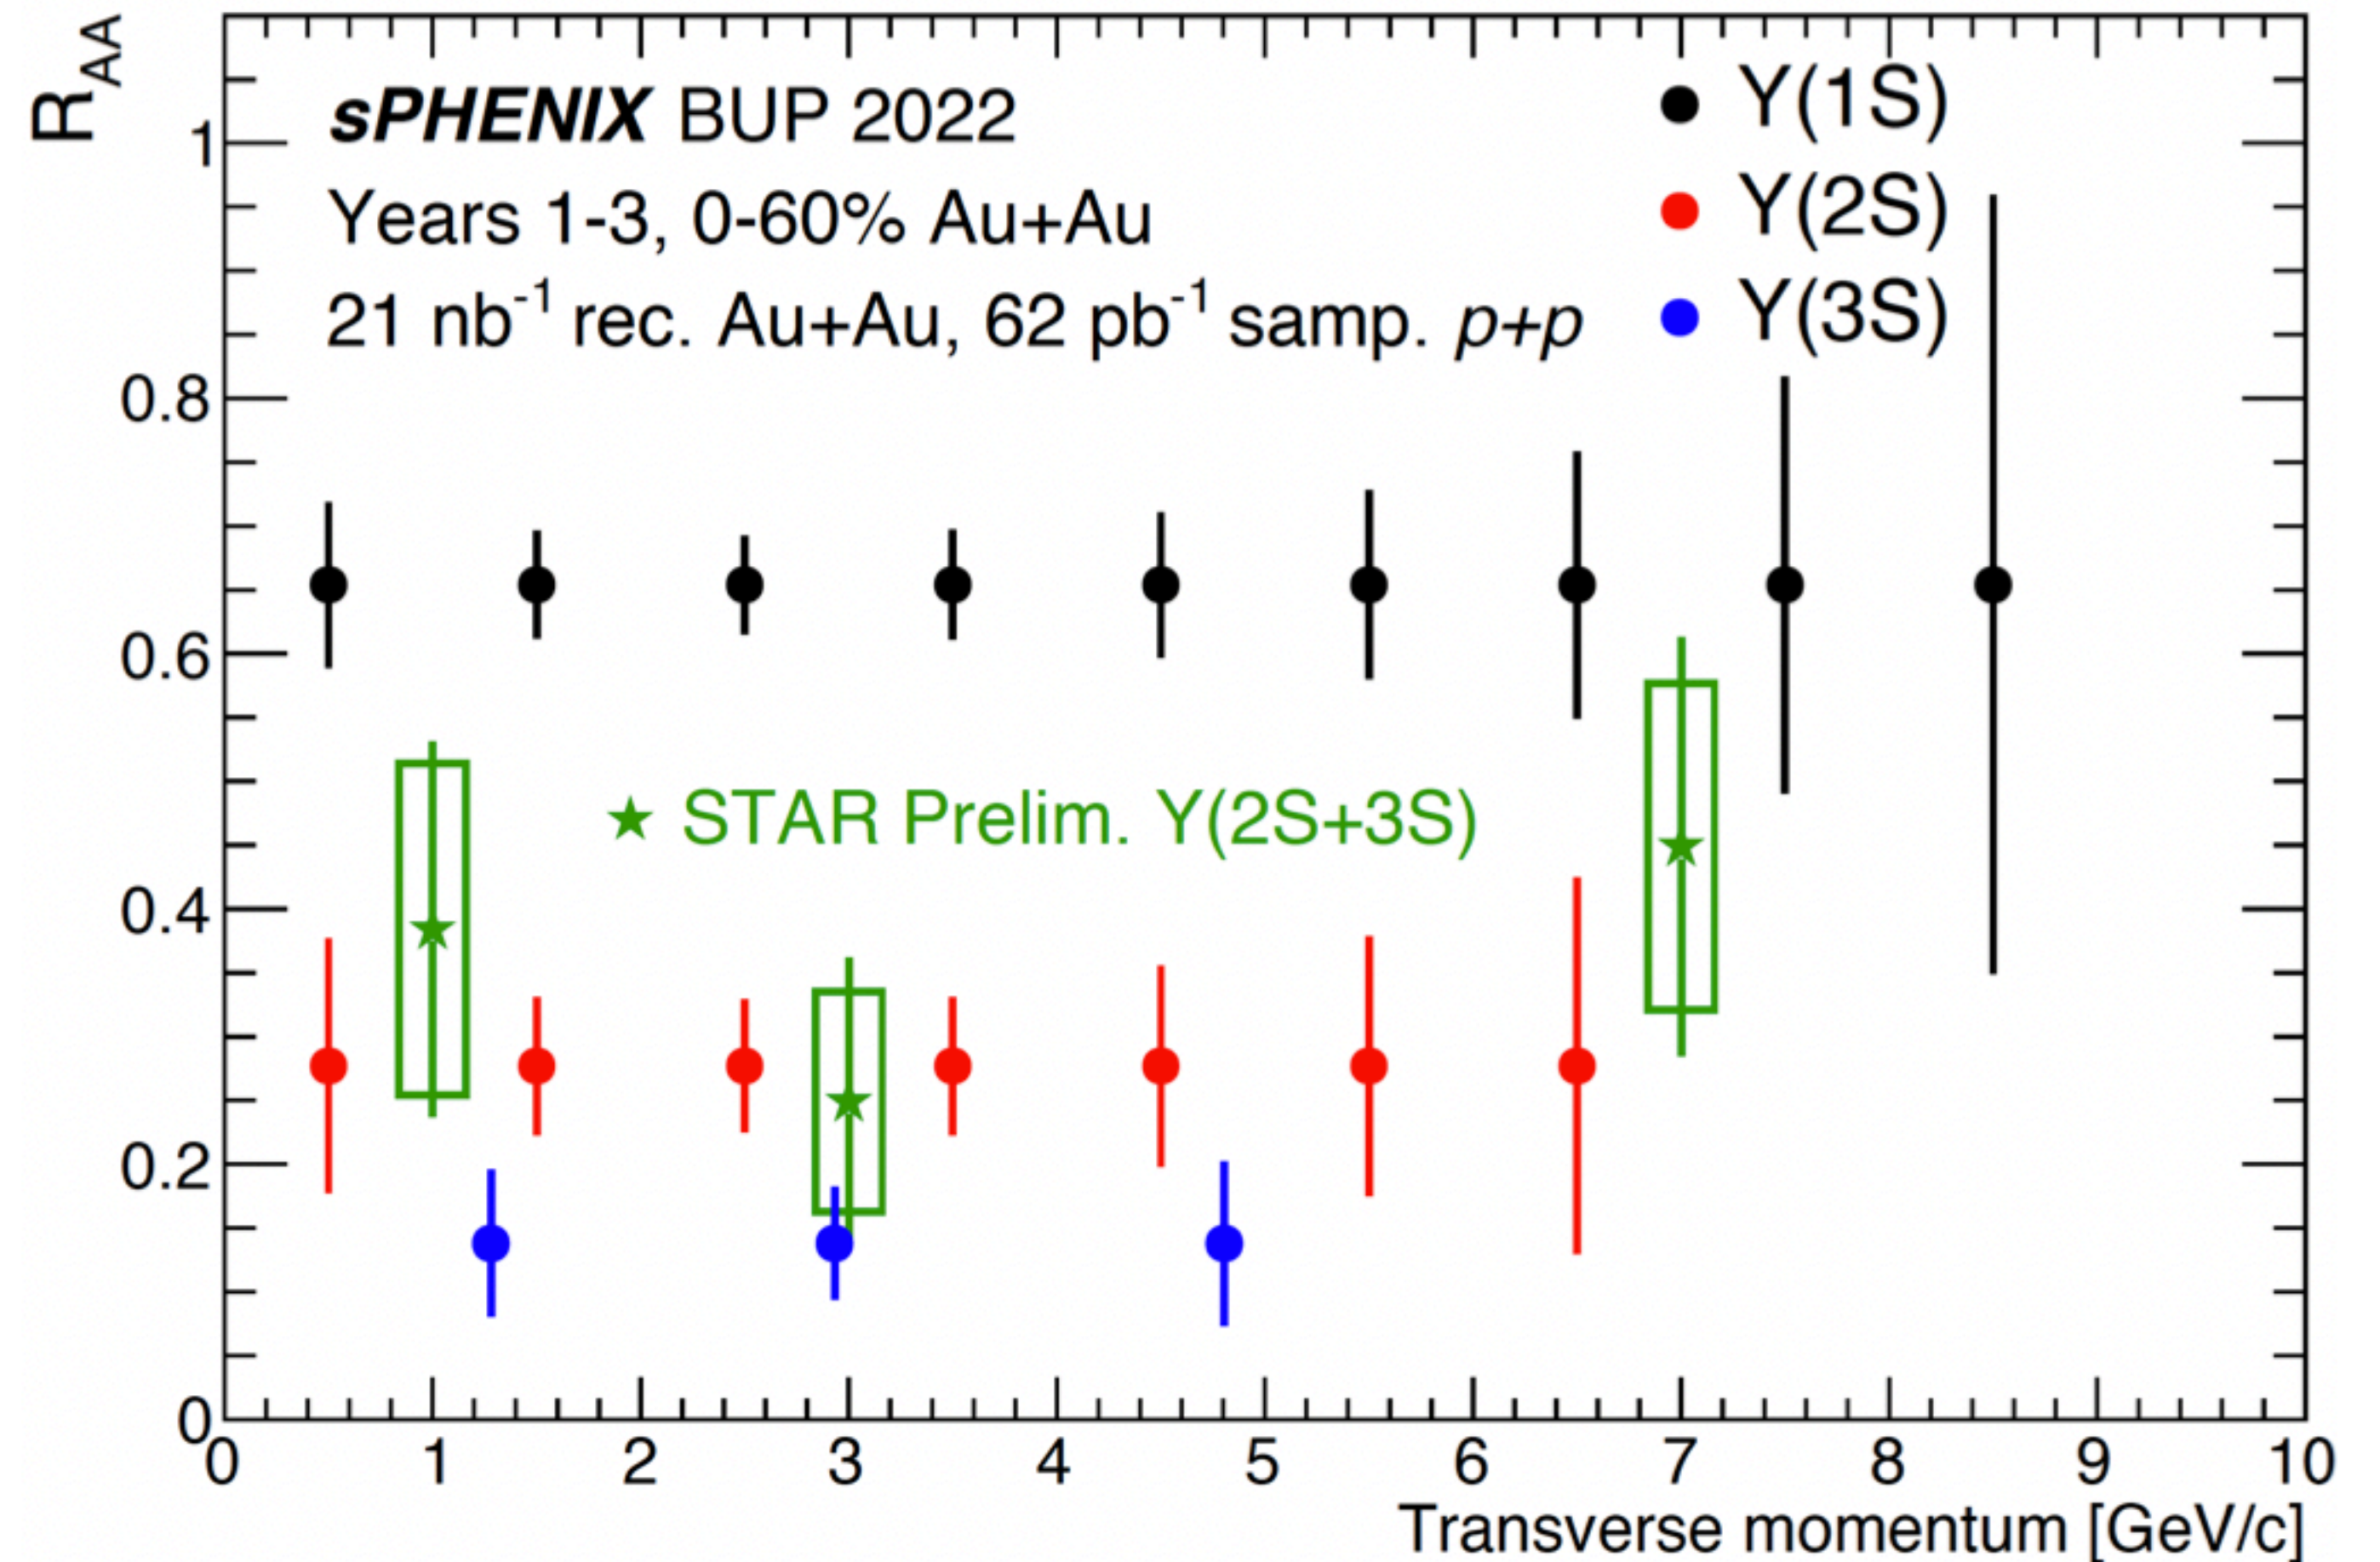 R_AA
sPHENIX BUP 2022
Years 1-3, 0-60% Au+Au
21 nb⁻¹ rec. Au+Au, 62 pb⁻¹ samp. p+p
Y(1S)
Y(2S)
Y(3S)
STAR Prelim. Y(2S+3S)
1
0.8
0.6
0.4
0.2
0
0 1 2 3 4 5 6 7 8 9 10
Transverse momentum [GeV/c]